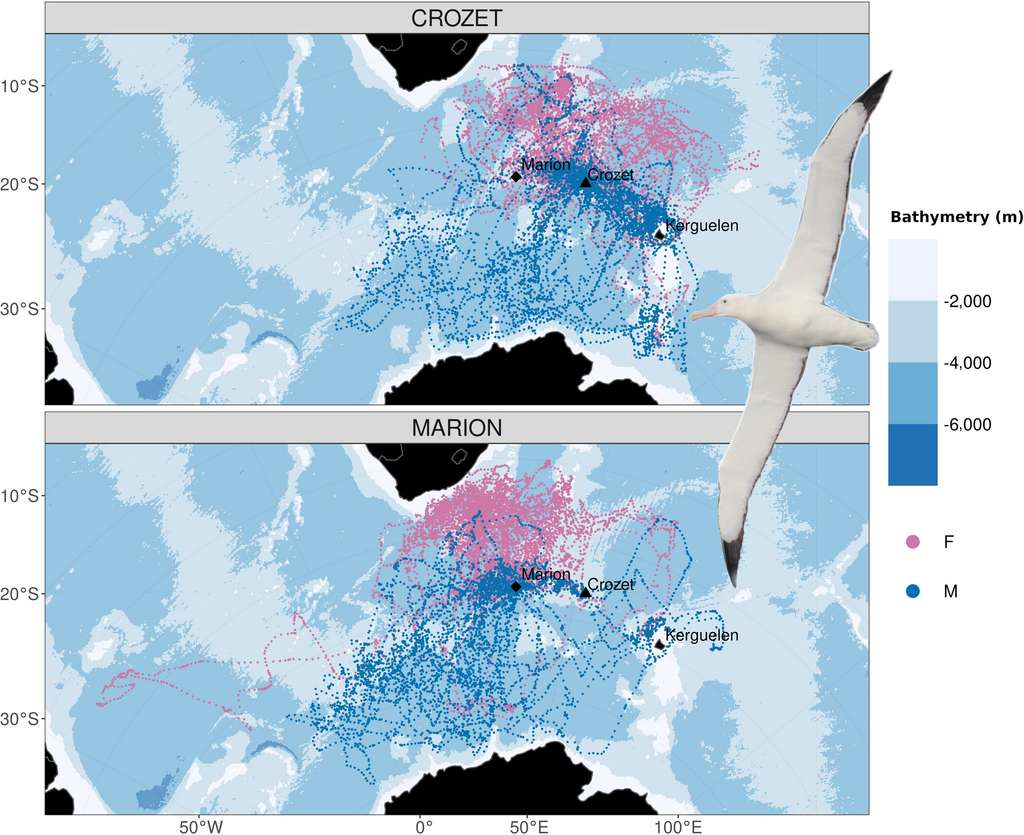 CROZET
10°S
20°S
30°S
Marion
Crozet
Kerguelen
MARION
10°S
20°S
30°S
Marion
Crozet
Kerguelen
50°W
0°
50°E
100°E
Bathymetry (m)
-2,000
-4,000
-6,000
F
M